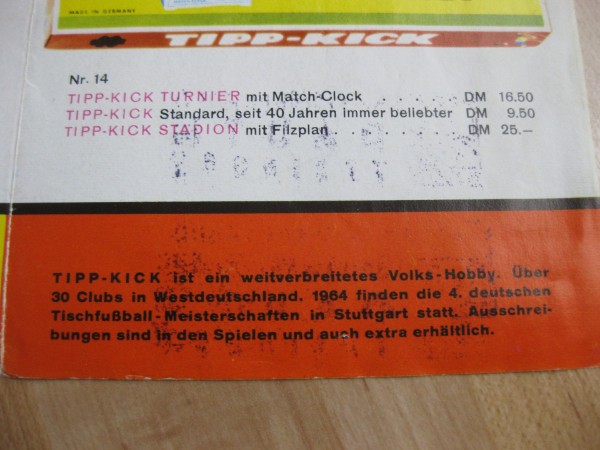 MADE IN GERMANY
TIPP-KICK
Nr. 14
TIPP-KICK TURNIER mit Match-Clock . . . . . . DM 16.50
TIPP-KICK Standard, seit 40 Jahren immer beliebter DM 9.50
TIPP-KICK STADION mit Filzplan . . . . . . . DM 25.—
TIPP-KICK ist ein weitverbreitetes Volks-Hobby. Über
30 Clubs in Westdeutschland. 1964 finden die 4. deutschen
Tischfußball-Meisterschaften in Stuttgart statt. Ausschrei-
bungen sind in den Spielen und auch extra erhältlich.